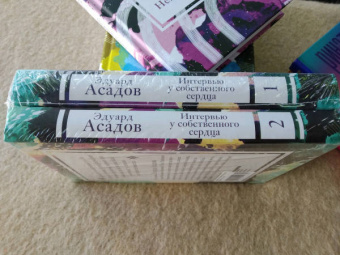 Эдуард
Асадов
Интервью
у собственного
сердца
1
Эдуард
Асадов
Интервью
у собственного
сердца
2